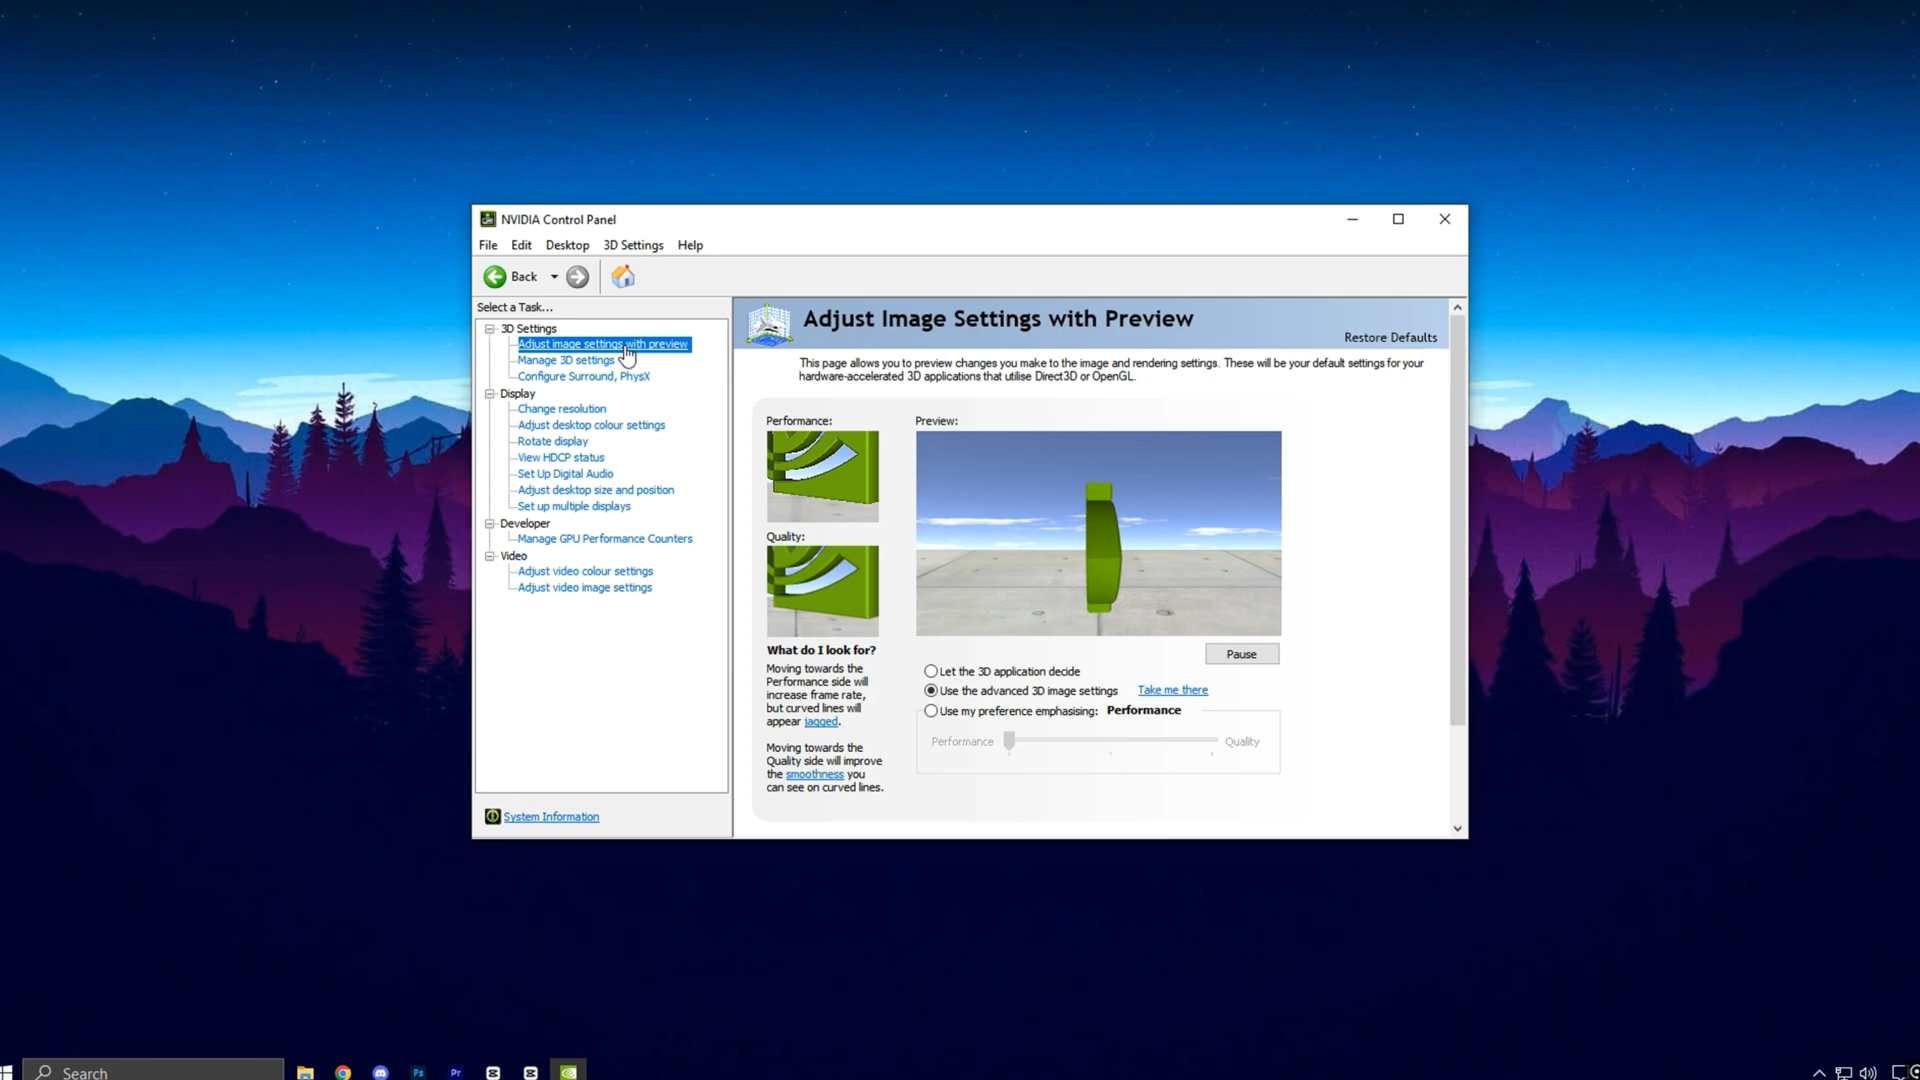 NVIDIA Control Panel
File Edit Desktop 3D Settings Help
Back
Select a Task...
3D Settings
Adjust image settings with preview
Manage 3D settings
Configure Surround, PhysX
Display
Change resolution
Adjust desktop colour settings
Rotate display
View HDCP status
Set Up Digital Audio
Adjust desktop size and position
Set up multiple displays
Developer
Manage GPU Performance Counters
Video
Adjust video colour settings
Adjust video image settings
System Information
Adjust Image Settings with Preview
Restore Defaults
This page allows you to preview changes you make to the image and rendering settings. These will be your default settings for your
hardware-accelerated 3D applications that utilise Direct3D or OpenGL.
Performance:
Quality:
What do I look for?
Moving towards the
Performance side will
increase frame rate,
but curved lines will
appear jagged.
Moving towards the
Quality side will improve
the smoothness you
can see on curved lines.
Preview:
Pause
Let the 3D application decide
Use the advanced 3D image settings Take me there
Use my preference emphasising: Performance
Performance Quality
Search
Ps
Pr